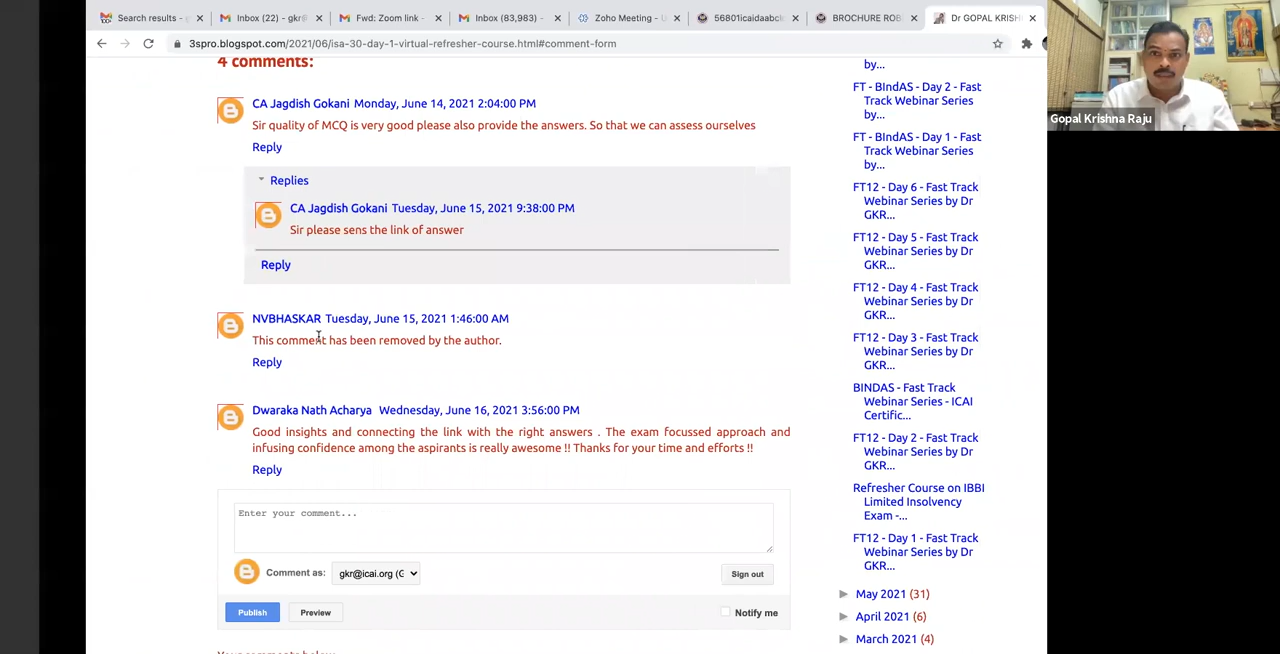 Search results - g
Inbox (22) - gkr@
Fwd: Zoom link -
Inbox (83,983) -
Zoho Meeting - U
56801icaidaabcl
BROCHURE ROB
Dr GOPAL KRISH
3spro.blogspot.com/2021/06/isa-30-day-1-virtual-refresher-course.html#comment-form
4 comments:
CA Jagdish Gokani Monday, June 14, 2021 2:04:00 PM
Sir quality of MCQ is very good please also provide the answers. So that we can assess ourselves
Reply
Replies
CA Jagdish Gokani Tuesday, June 15, 2021 9:38:00 PM
Sir please sens the link of answer
Reply
NVBHASKAR Tuesday, June 15, 2021 1:46:00 AM
This comment has been removed by the author.
Reply
Dwaraka Nath Acharya Wednesday, June 16, 2021 3:56:00 PM
Good insights and connecting the link with the right answers . The exam focussed approach and
infusing confidence among the aspirants is really awesome !! Thanks for your time and efforts !!
Reply
Enter your comment...
Comment as: gkr@icai.org (G
Sign out
Publish
Preview
Notify me
by...
FT - BIndAS - Day 2 - Fast
Track Webinar Series
by...
FT - BIndAS - Day 1 - Fast
Track Webinar Series
by...
FT12 - Day 6 - Fast Track
Webinar Series by Dr
GKR...
FT12 - Day 5 - Fast Track
Webinar Series by Dr
GKR...
FT12 - Day 4 - Fast Track
Webinar Series by Dr
GKR...
FT12 - Day 3 - Fast Track
Webinar Series by Dr
GKR...
BINDAS - Fast Track
Webinar Series - ICAI
Certific...
FT12 - Day 2 - Fast Track
Webinar Series by Dr
GKR...
Refresher Course on IBBI
Limited Insolvency
Exam -...
FT12 - Day 1 - Fast Track
Webinar Series by Dr
GKR...
May 2021 (31)
April 2021 (6)
March 2021 (4)
Gopal Krishna Raju